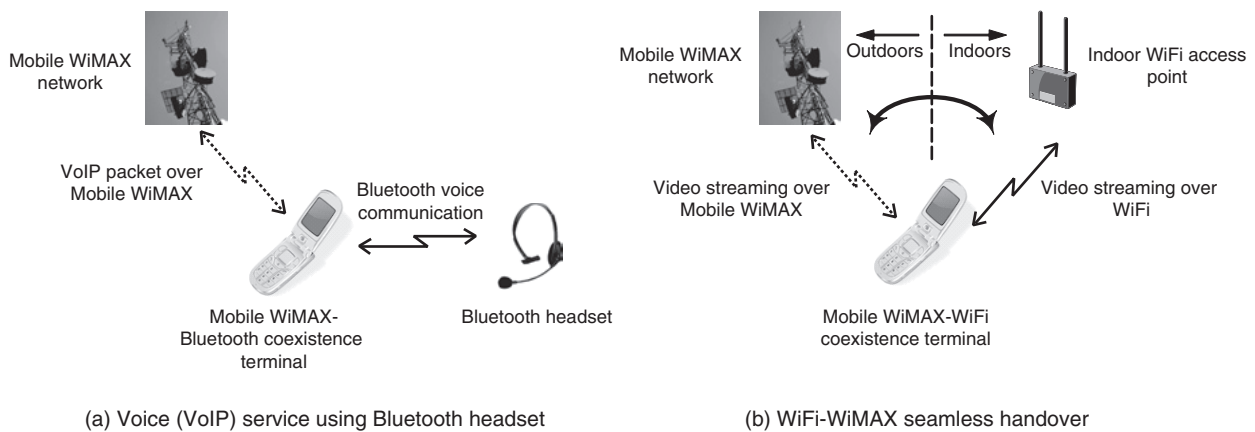 Mobile WiMAX
network
VoIP packet over
Mobile WiMAX
Bluetooth voice
communication
Mobile WiMAX-
Bluetooth coexistence
terminal
Bluetooth headset
(a) Voice (VoIP) service using Bluetooth headset
Mobile WiMAX
network
Outdoors
Indoors
Indoor WiFi access
point
Video streaming over
Mobile WiMAX
Video streaming over
WiFi
Mobile WiMAX-WiFi
coexistence terminal
(b) WiFi-WiMAX seamless handover